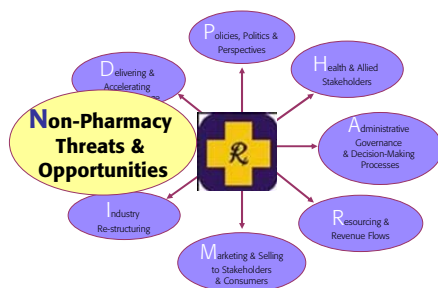 Policies, Politics &
Perspectives
Health & Allied
Stakeholders
Administrative
Governance
& Decision-Making
Processes
Resourcing &
Revenue Flows
Marketing & Selling
to Stakeholders
& Consumers
Industry
Re-structuring
Non-Pharmacy
Threats &
Opportunities
Delivering &
Accelerating
R